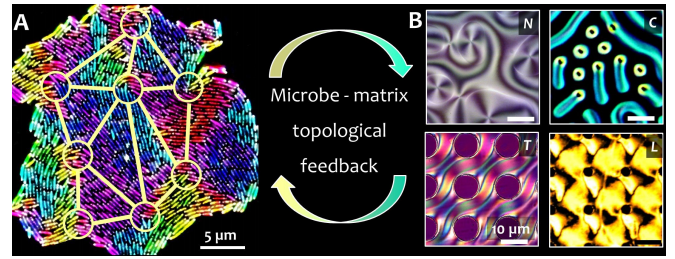 A
5 µm
Microbe - matrix
topological
feedback
B
N
C
T
10 µm
L